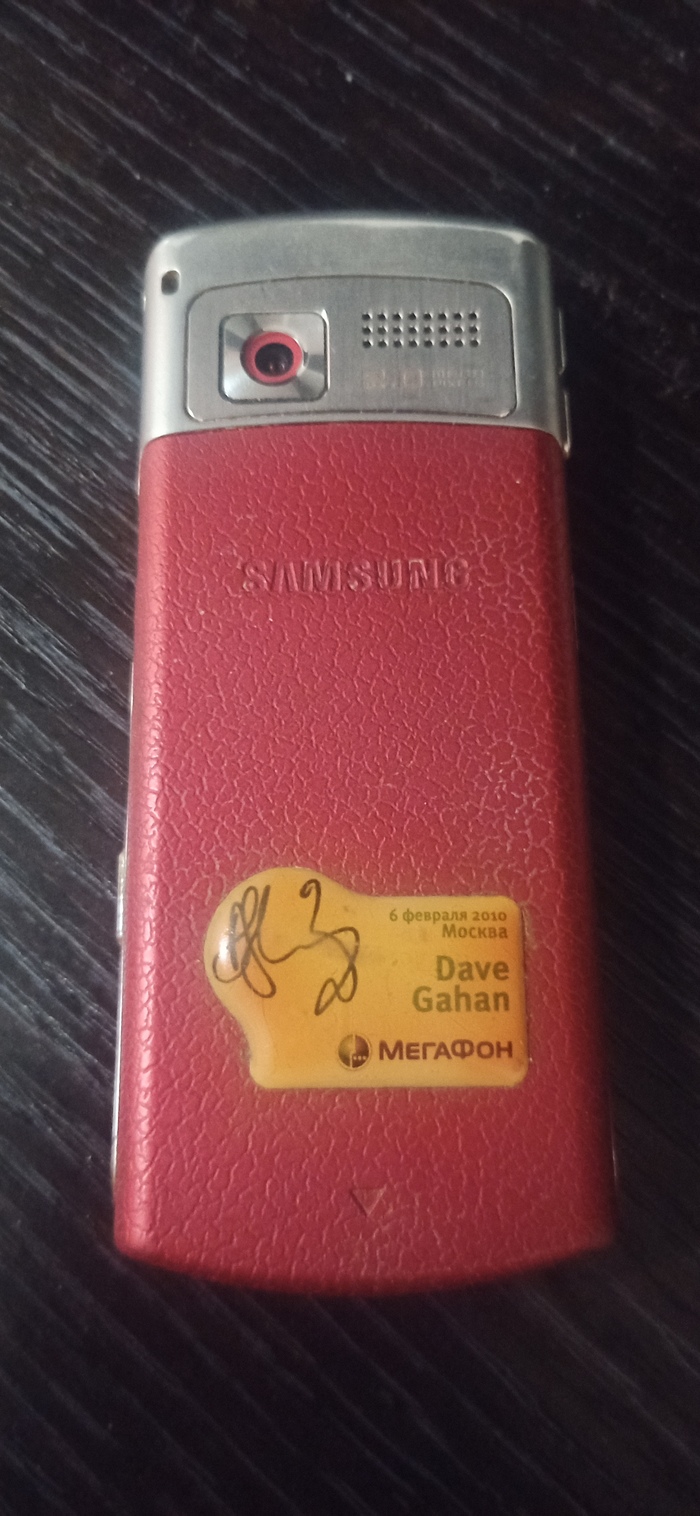 SAMSUNG
6 февраля 2010
Москва
Dave
Gahan
МЕГАФОН